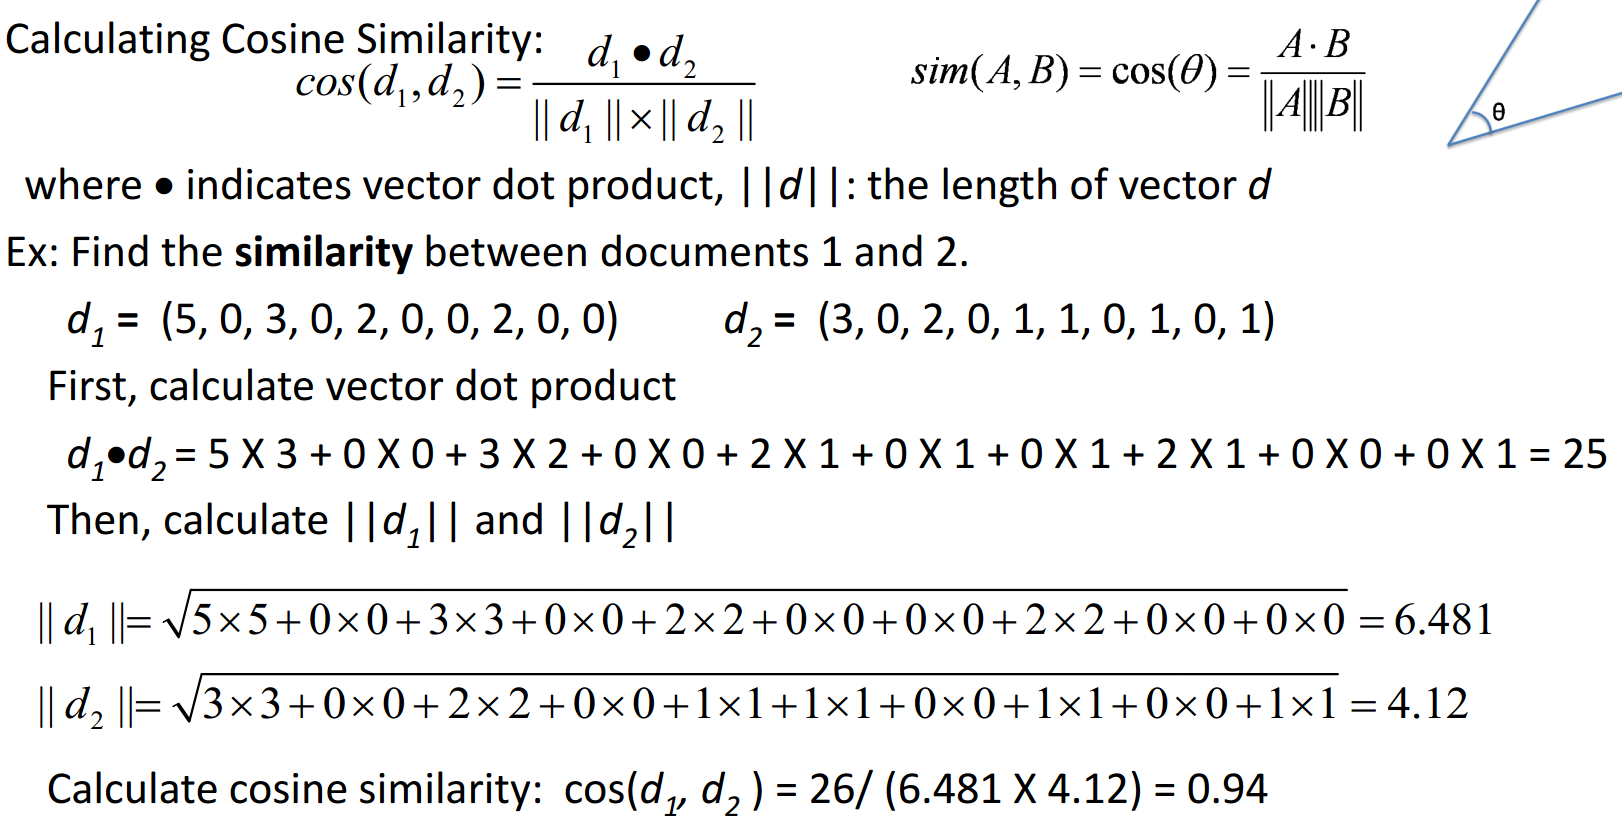 Calculating Cosine Similarity:
cos(d₁, d₂) = d₁ • d₂ / || d₁ || × || d₂ ||
sim(A, B) = cos(θ) = A · B / ||A||||B||
θ
where • indicates vector dot product, ||d||: the length of vector d
Ex: Find the similarity between documents 1 and 2.
d₁ = (5, 0, 3, 0, 2, 0, 0, 2, 0, 0) d₂ = (3, 0, 2, 0, 1, 1, 0, 1, 0, 1)
First, calculate vector dot product
d₁•d₂ = 5 X 3 + 0 X 0 + 3 X 2 + 0 X 0 + 2 X 1 + 0 X 1 + 0 X 1 + 2 X 1 + 0 X 0 + 0 X 1 = 25
Then, calculate ||d₁|| and ||d₂||
|| d₁ ||= √5×5+0×0+3×3+0×0+2×2+0×0+0×0+2×2+0×0+0×0 = 6.481
|| d₂ ||= √3×3+0×0+2×2+0×0+1×1+1×1+0×0+1×1+0×0+1×1 = 4.12
Calculate cosine similarity: cos(d₁, d₂ ) = 26/ (6.481 X 4.12) = 0.94